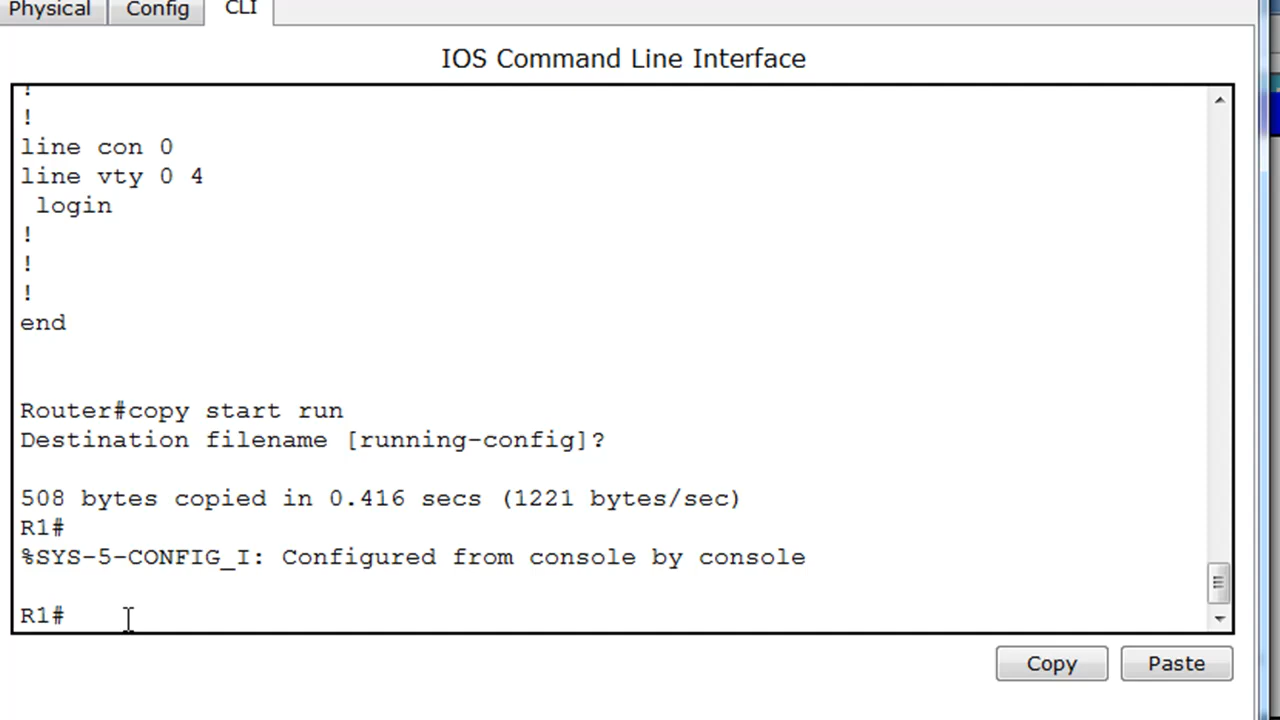 Physical Config CLI
IOS Command Line Interface
!
!
line con 0
line vty 0 4
 login
!
!
!
end
Router#copy start run
Destination filename [running-config]?
508 bytes copied in 0.416 secs (1221 bytes/sec)
R1#
%SYS-5-CONFIG_I: Configured from console by console
R1#
Copy Paste